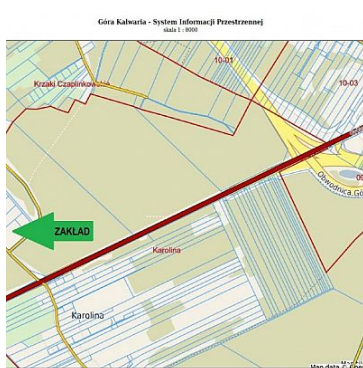 Góra Kalwaria - System Informacji Przestrzennej
skala 1 : 8000
10-01
Krzaki Czaplinkowskie
10-03
Obwodnica Gó
09
ZAKŁAD
Karolina
Karolina
Map data ©